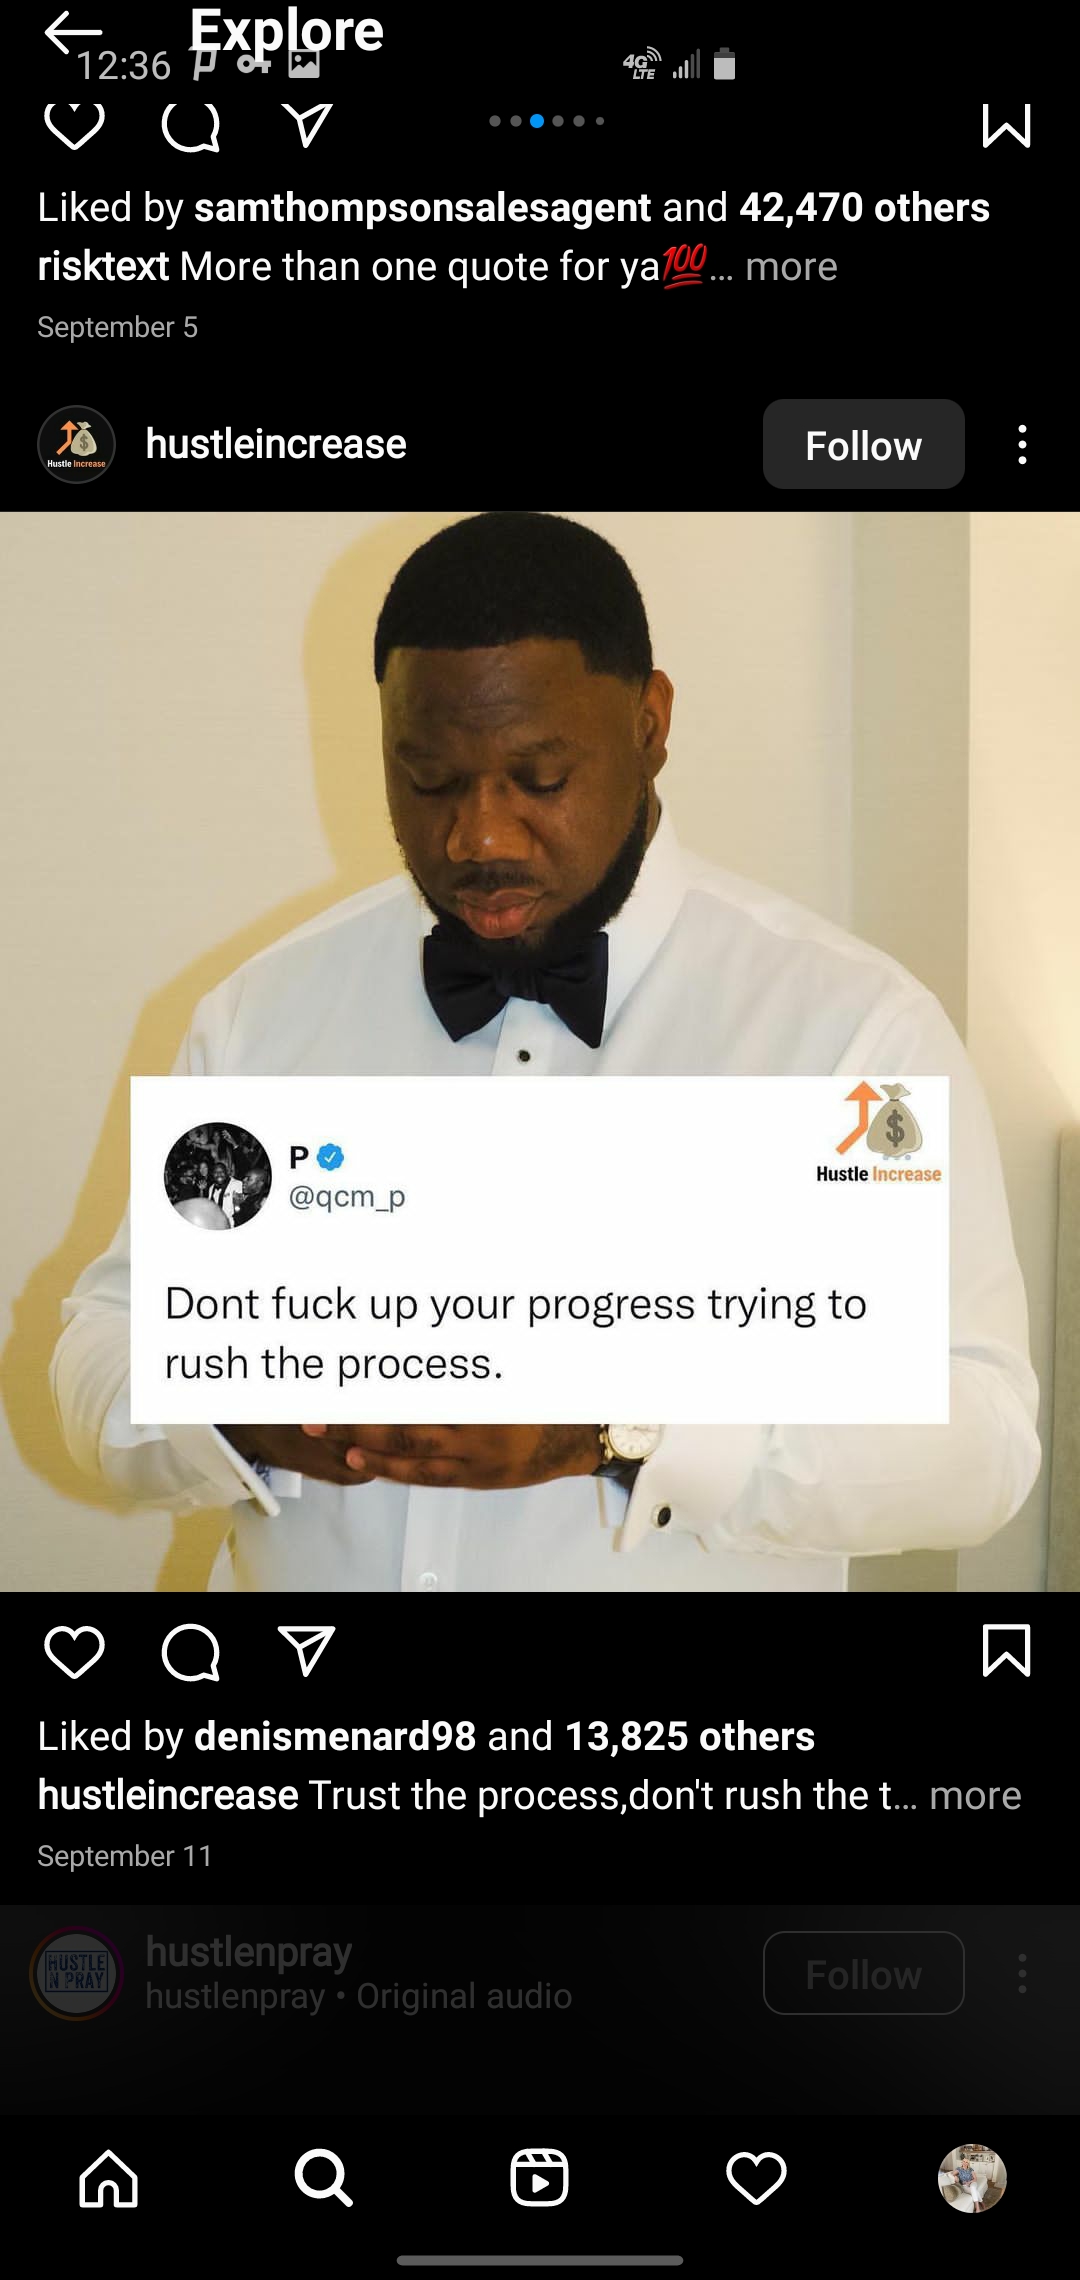 Explore
12:36
4G
LTE
Liked by samthompsonsalesagent and 42,470 others
risktext More than one quote for ya💯... more
September 5
Hustle Increase
hustleincrease
Follow
Hustle Increase
P
@qcm_p
Dont fuck up your progress trying to
rush the process.
Liked by denismenard98 and 13,825 others
hustleincrease Trust the process,don't rush the t... more
September 11
HUSTLE
N PRAY
hustlenpray
hustlenpray • Original audio
Follow